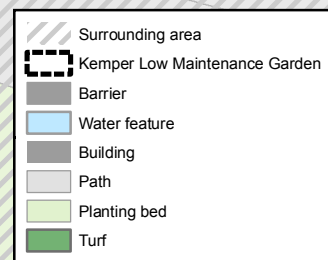 Surrounding area
Kemper Low Maintenance Garden
Barrier
Water feature
Building
Path
Planting bed
Turf